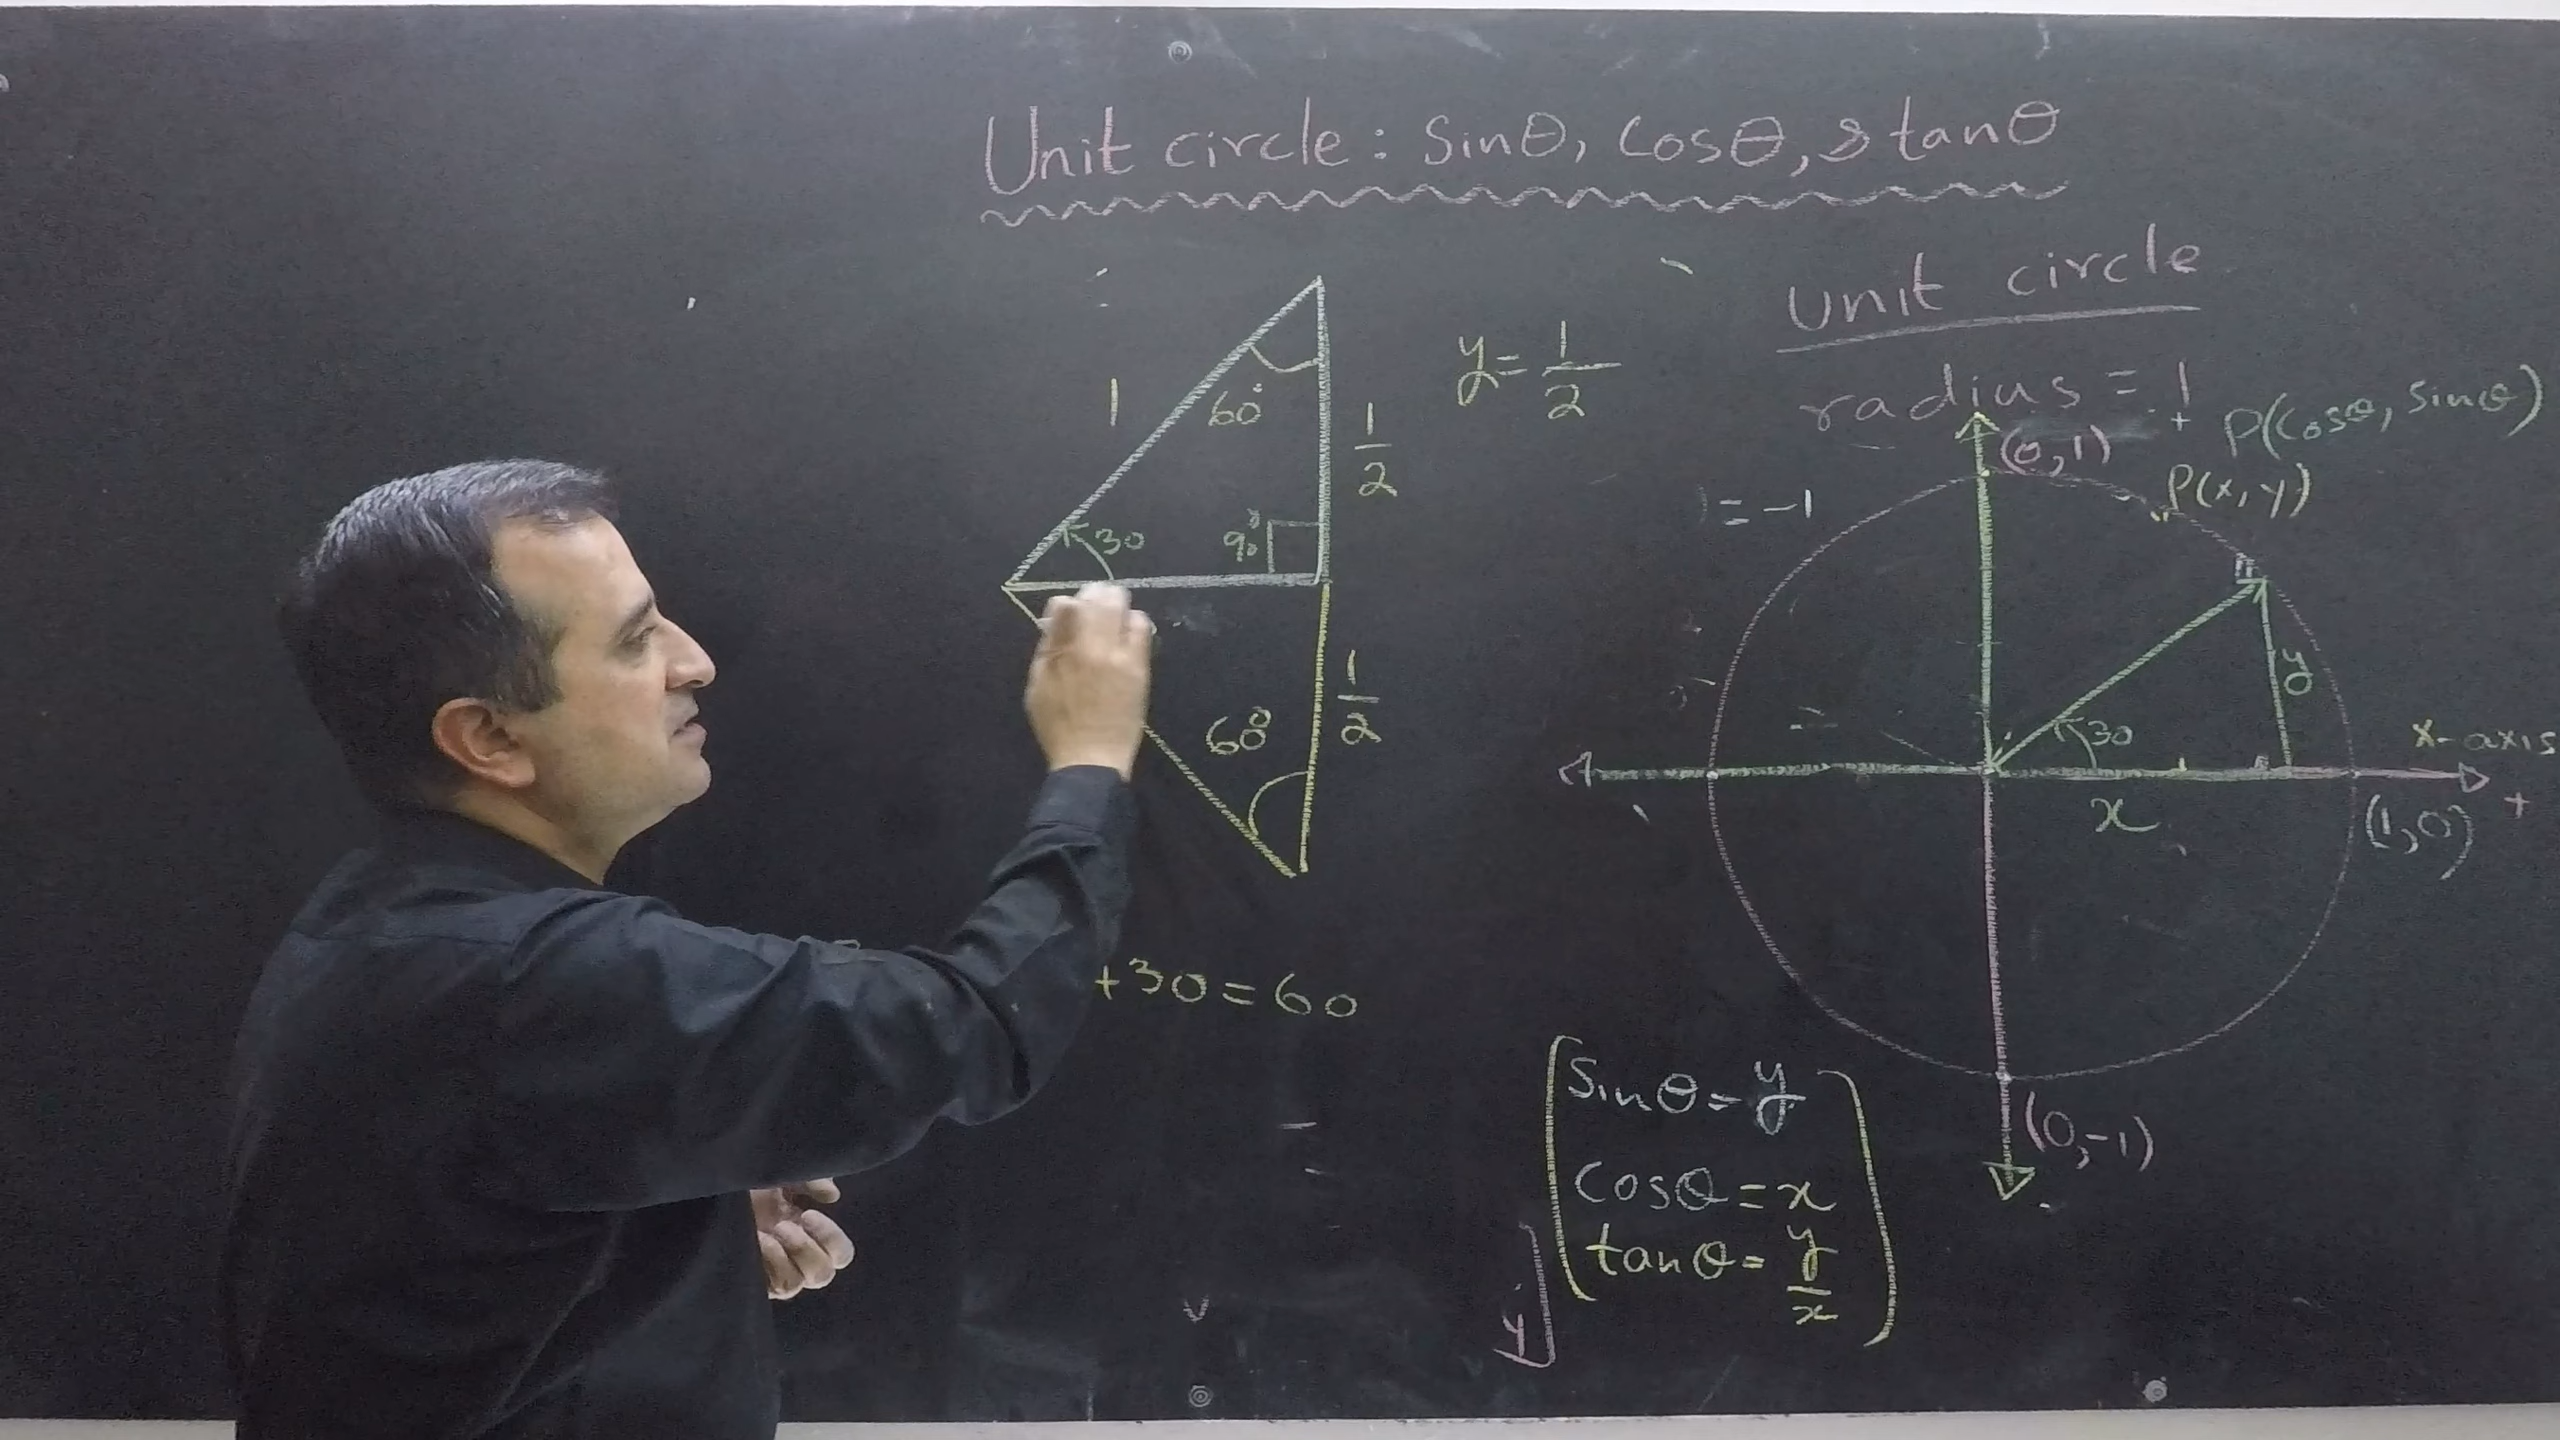 Unit circle: Sinθ, Cosθ, & tanθ
unit circle
radius = 1
y = 1/2
1
60°
1/2
30
90°
60°
1/2
+30=60
= -1
P(Cosθ, Sinθ)
(0,1)
P(x,y)
y
30
x-axis
x
(1,0)
+
+
(0,-1)
Sinθ = y
Cosθ = x
tanθ = y/x
y